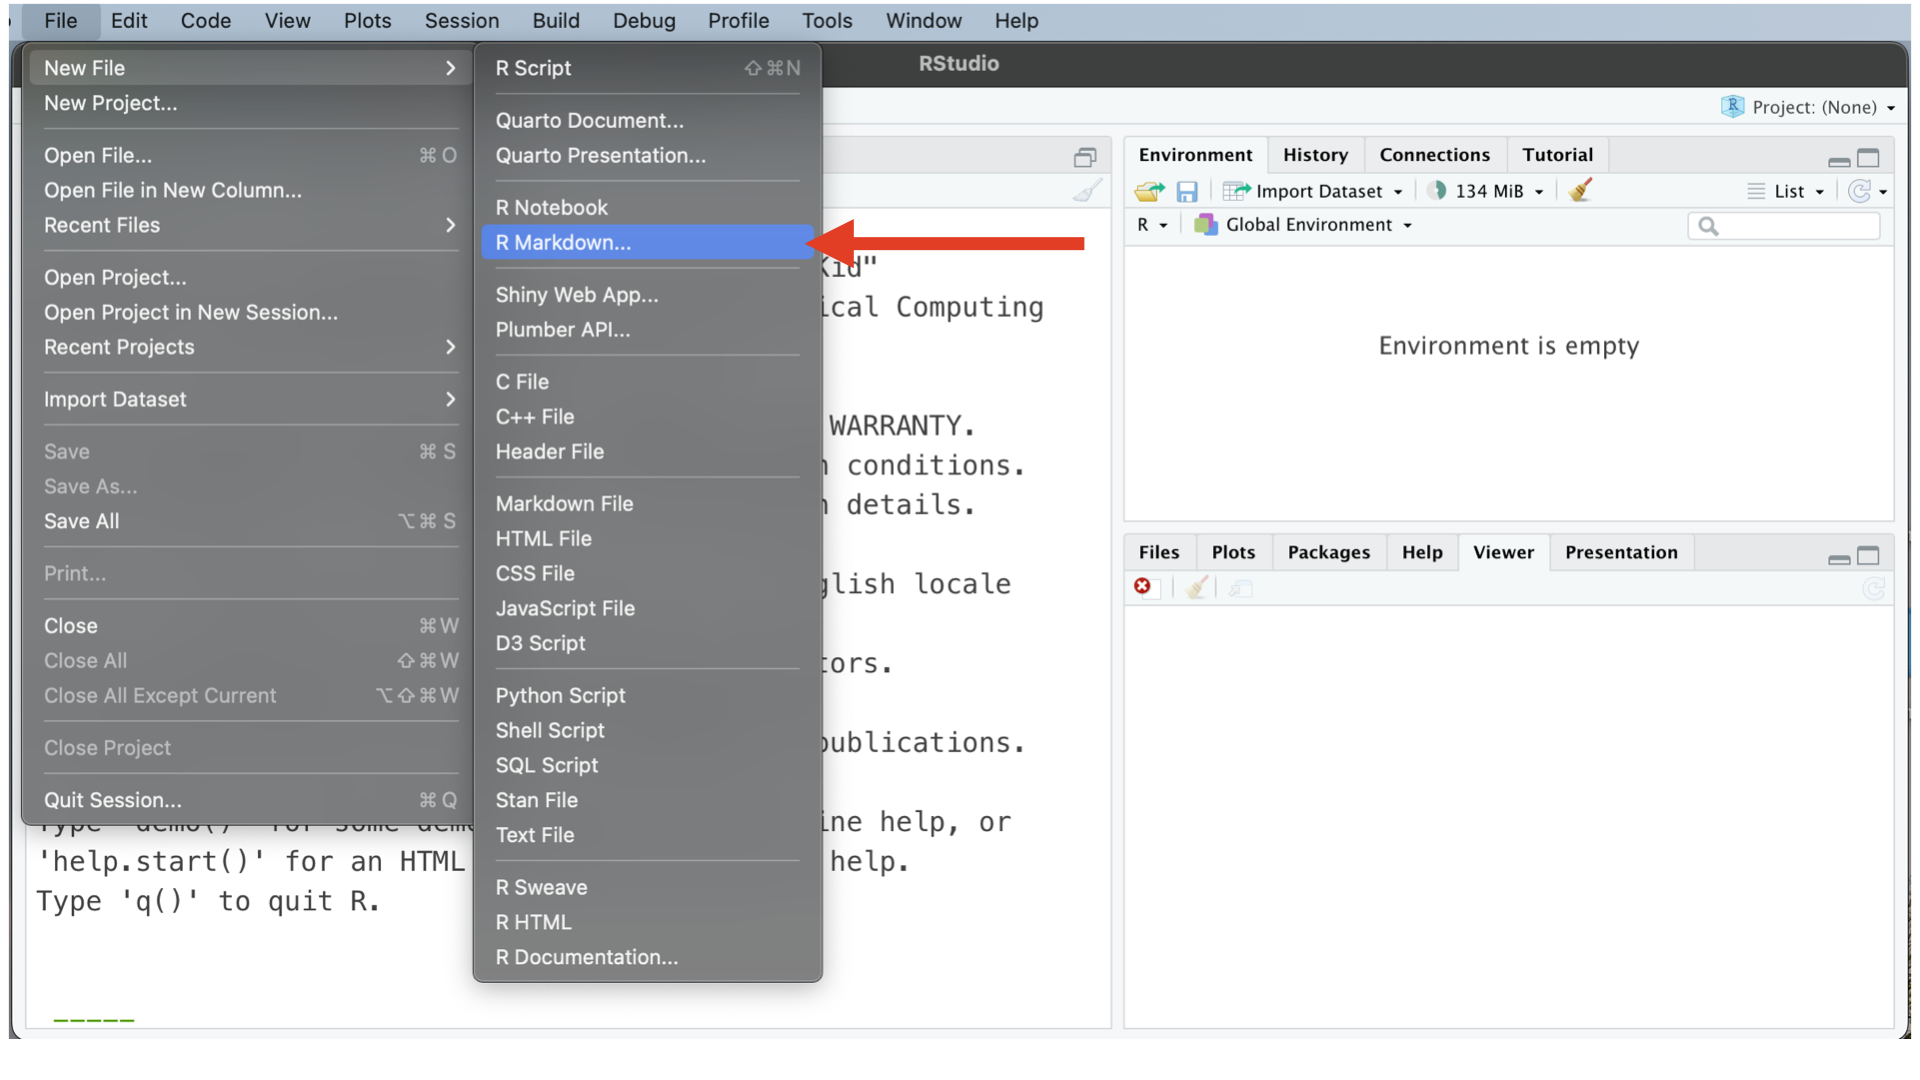 File Edit Code View Plots Session Build Debug Profile Tools Window Help
RStudio
New File
New Project...
Open File... ⌘ O
Open File in New Column...
Recent Files
Open Project...
Open Project in New Session...
Recent Projects
Import Dataset
Save ⌘ S
Save As...
Save All ⌥⌘ S
Print...
Close ⌘W
Close All ⇧⌘W
Close All Except Current ⌥⇧⌘W
Close Project
Quit Session... ⌘Q
R Script ⇧⌘N
Quarto Document...
Quarto Presentation...
R Notebook
R Markdown...
Shiny Web App...
Plumber API...
C File
C++ File
Header File
Markdown File
HTML File
CSS File
JavaScript File
D3 Script
Python Script
Shell Script
SQL Script
Stan File
Text File
R Sweave
R HTML
R Documentation...
Kid"
ical Computing
WARRANTY.
conditions.
details.
glish locale
tors.
publications.
Type 'demo()' for some dem ine help, or
'help.start()' for an HTML help.
Type 'q()' to quit R.
Project: (None)
Environment History Connections Tutorial
Import Dataset 134 MiB List
R Global Environment
Environment is empty
Files Plots Packages Help Viewer Presentation